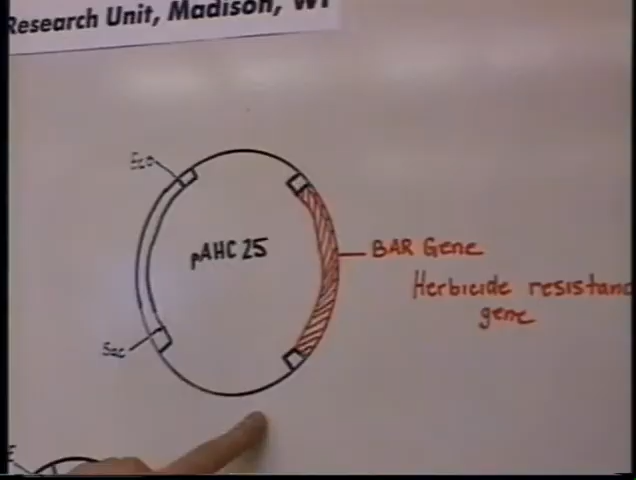 Research Unit, Madison, WI
Eco
pAHC 25
BAR Gene
Herbicide resistanc
gene
Sac
E